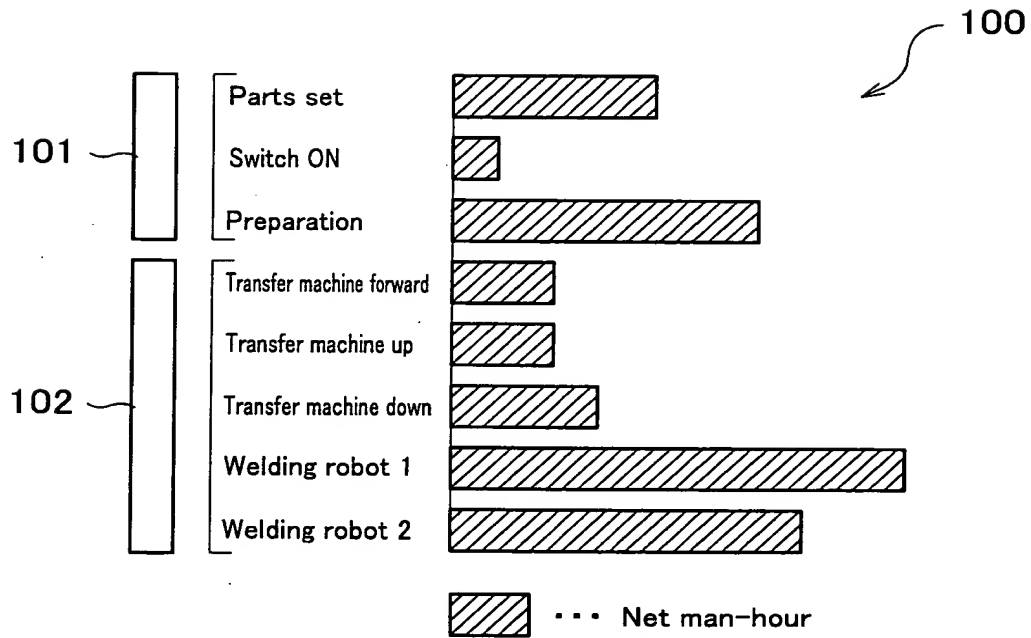 100
Parts set
101
Switch ON
Preparation
Transfer machine forward
Transfer machine up
102
Transfer machine down
Welding robot 1
Welding robot 2
··· Net man-hour